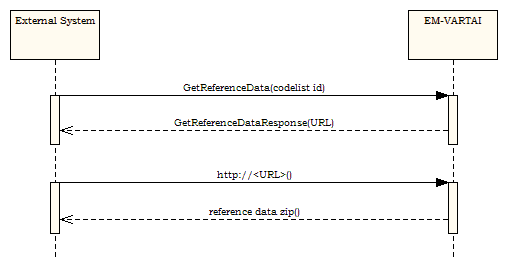 External System
EM-VARTAI
GetReferenceData(codelist id)
GetReferenceDataResponse(URL)
http://<URL>()
reference data zip()